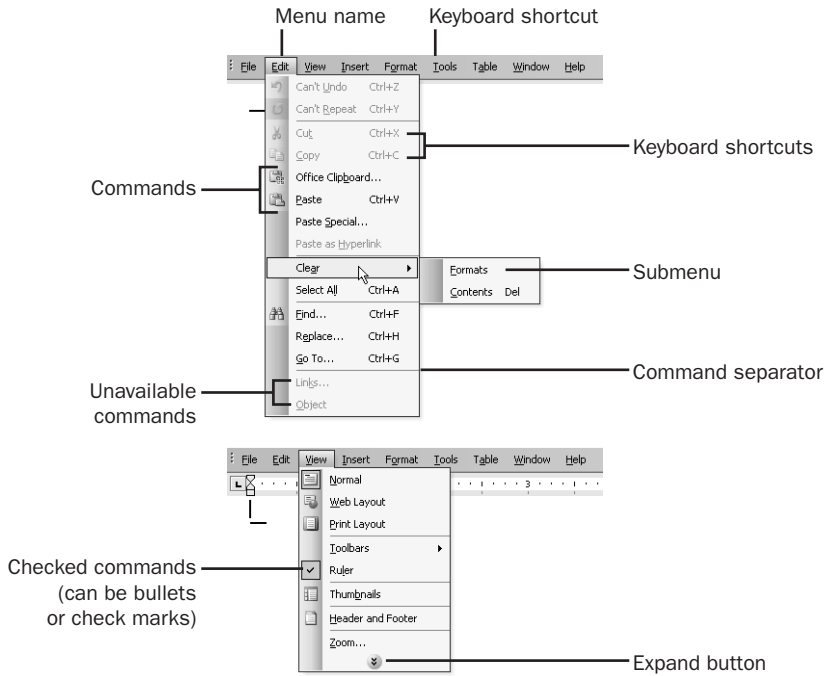 Menu name Keyboard shortcut
File Edit View Insert Format Tools Table Window Help
Can't Undo Ctrl+Z
Can't Repeat Ctrl+Y
Cut Ctrl+X
Keyboard shortcuts
Copy Ctrl+C
Commands
Office Clipboard...
Paste Ctrl+V
Paste Special...
Paste as Hyperlink
Clear Formats Submenu
Select All Ctrl+A Contents Del
Find... Ctrl+F
Replace... Ctrl+H
Go To... Ctrl+G
Command separator
Unavailable
commands
Links...
Object
File Edit View Insert Format Tools Table Window Help
L 3
Normal
Web Layout
Print Layout
Toolbars
Checked commands
(can be bullets
or check marks)
Ruler
Thumbnails
Header and Footer
Zoom...
Expand button